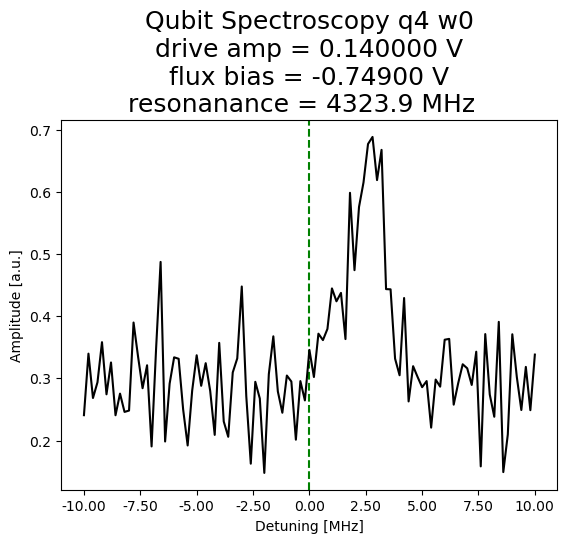 Qubit Spectroscopy q4 w0
drive amp = 0.140000 V
flux bias = -0.74900 V
resonanance = 4323.9 MHz
0.7
0.6
0.5
0.4
0.3
0.2
Amplitude [a.u.]
-10.00 -7.50 -5.00 -2.50 0.00 2.50 5.00 7.50 10.00
Detuning [MHz]